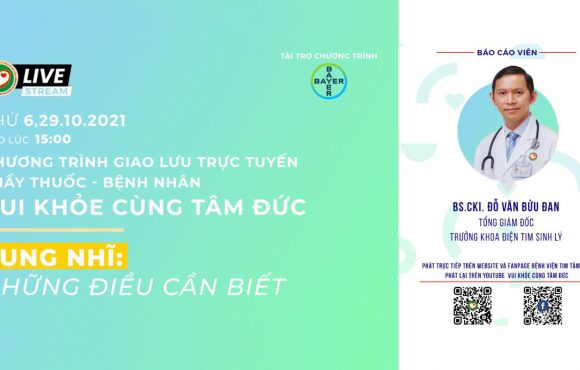 LIVE
STREAM
TÀI TRỢ CHƯƠNG TRÌNH
BAYER
BAYER
HỨ 6,29.10.2021
O LÚC 15:00
HƯƠNG TRÌNH GIAO LƯU TRỰC TUYẾN
HẦY THUỐC - BỆNH NHÂN
UI KHỎE CÙNG TÂM ĐỨC
UNG NHĨ:
HỮNG ĐIỀU CẦN BIẾT
BÁO CÁO VIÊN
BS.CKI. ĐỖ VĂN BỬU ĐAN
TỔNG GIÁM ĐỐC
TRƯỞNG KHOA ĐIỆN TIM SINH LÝ
PHÁT TRỰC TIẾP TRÊN WEBSITE VÀ FANPAGE BỆNH VIỆN TIM TÂM
PHÁT LẠI TRÊN YOUTUBE VUI KHỎE CÙNG TÂM ĐỨC